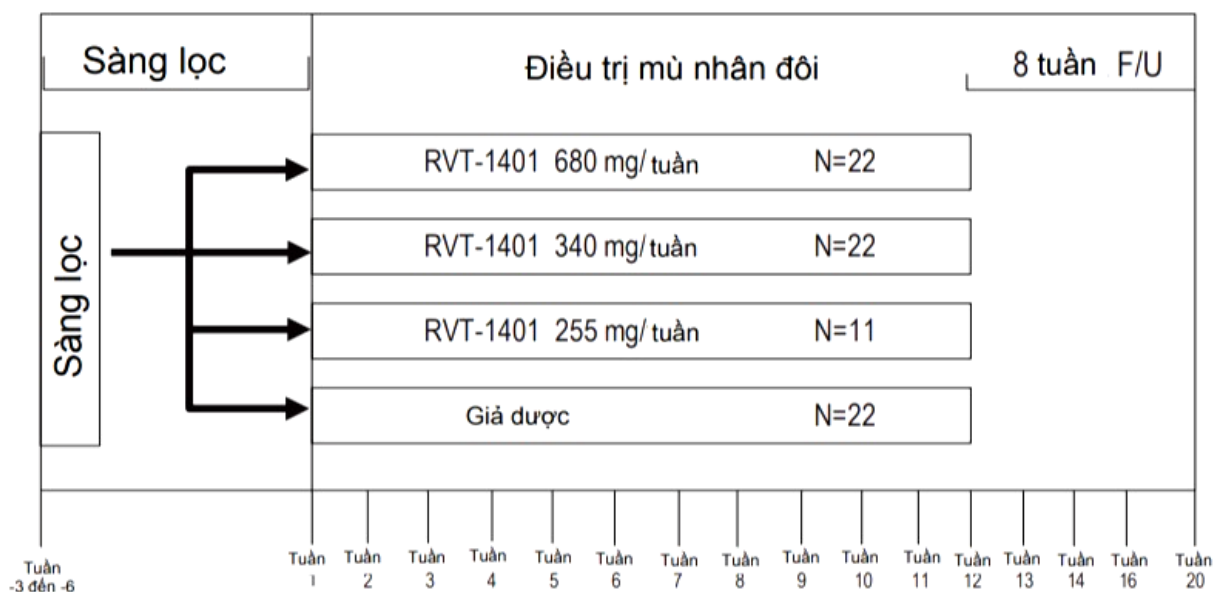 Sàng lọc
Điều trị mù nhân đôi
8 tuần F/U
Sàng lọc
RVT-1401 680 mg/ tuần N=22
RVT-1401 340 mg/ tuần N=22
RVT-1401 255 mg/ tuần N=11
Giả dược N=22
Tuần -3 đến -6
Tuần 1
Tuần 2
Tuần 3
Tuần 4
Tuần 5
Tuần 6
Tuần 7
Tuần 8
Tuần 9
Tuần 10
Tuần 11
Tuần 12
Tuần 13
Tuần 14
Tuần 16
Tuần 20